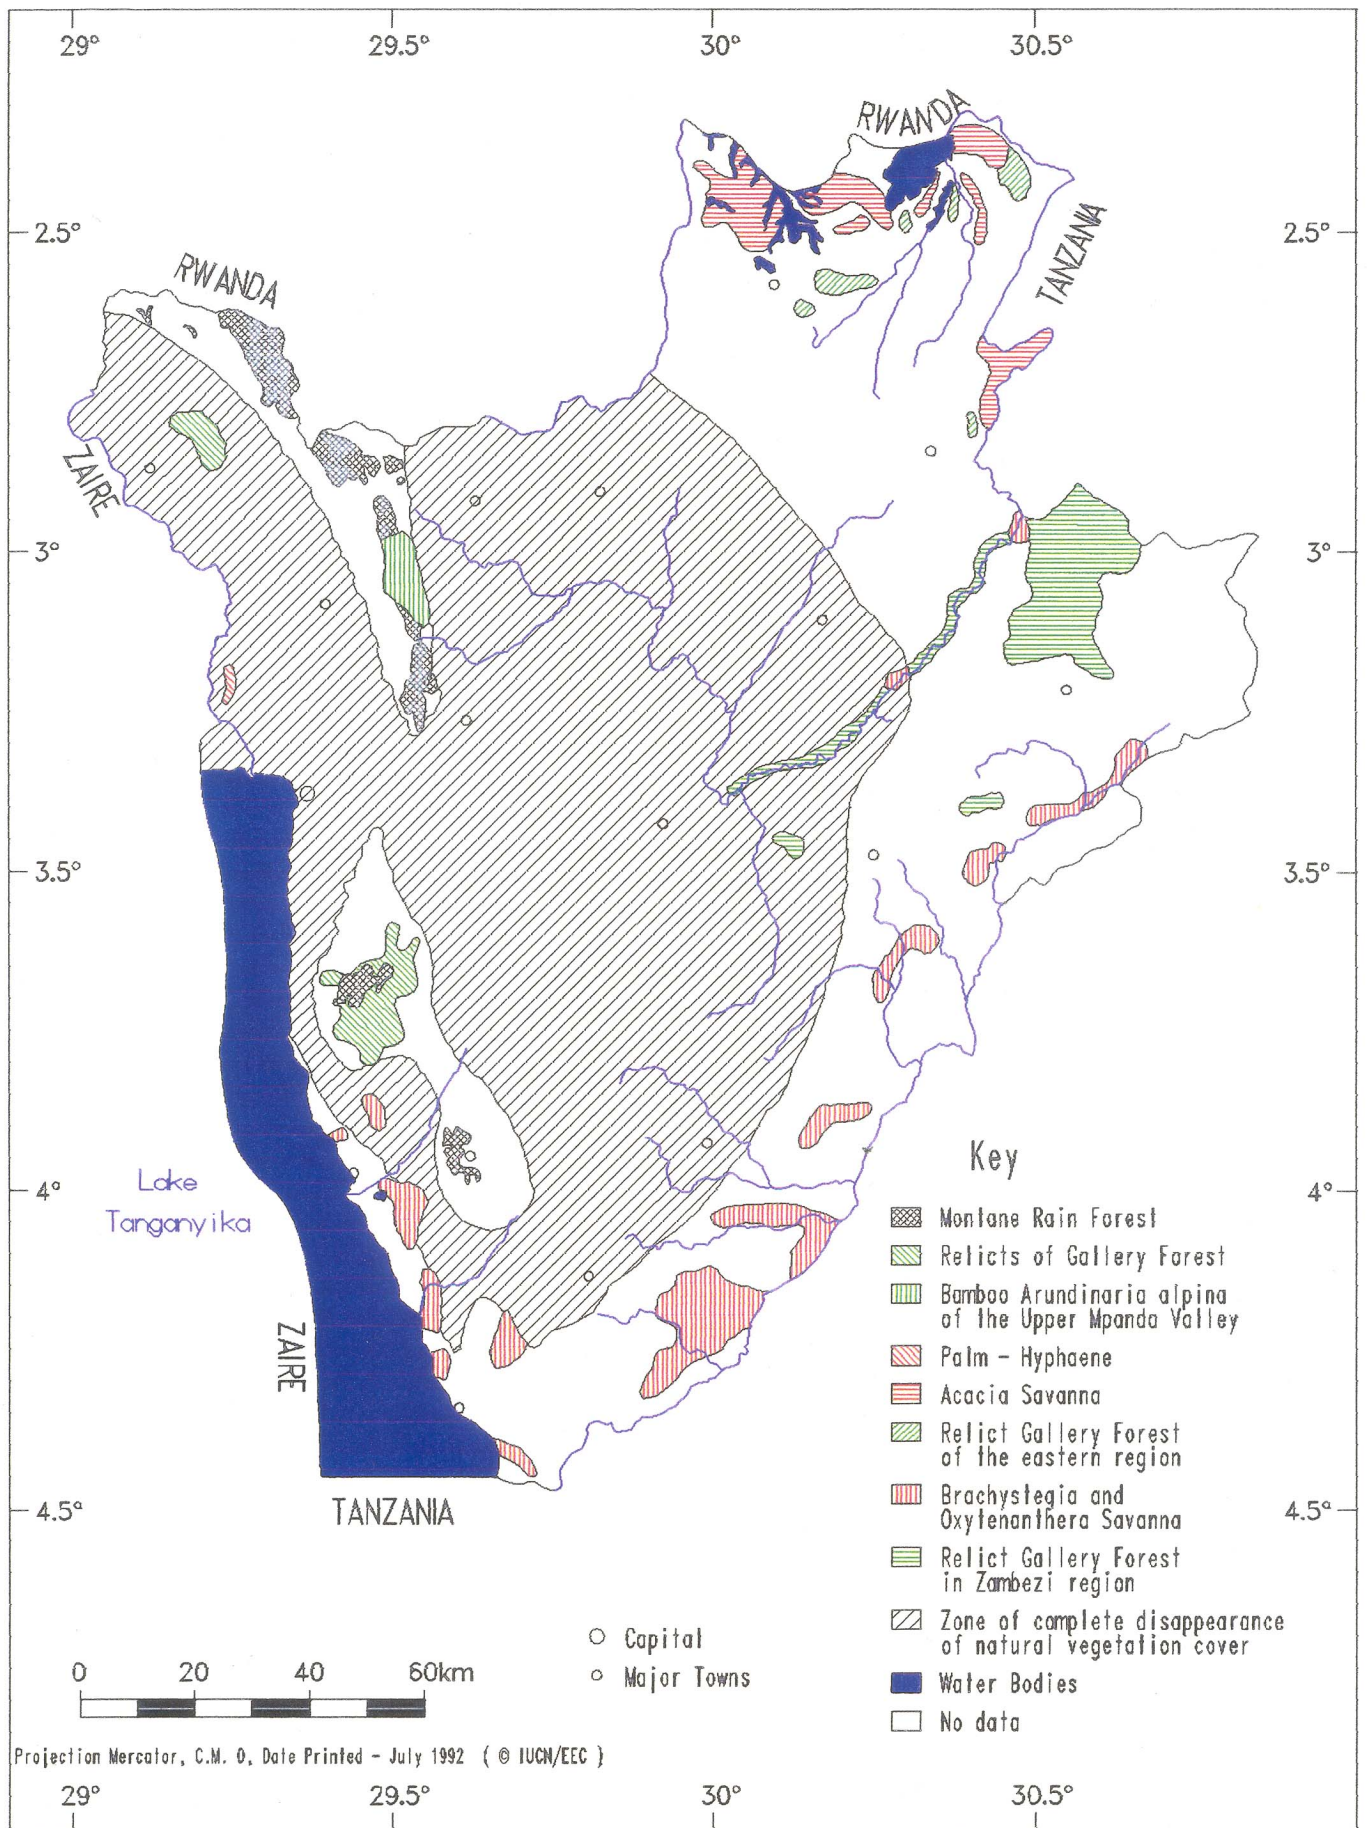 29° 29.5° 30° 30.5°
RWANDA
2.5° 2.5°
TANZANIA
RWANDA
ZAIRE
3° 3°
3.5° 3.5°
Key
Lake
Tanganyika
4° 4°
Montane Rain Forest
Relicts of Gallery Forest
Bamboo Arundinaria alpina
of the Upper Mpanda Valley
ZAIRE
Palm - Hyphaene
Acacia Savanna
Relict Gallery Forest
of the eastern region
Brachystegia and
Oxytenanthera Savanna
TANZANIA
4.5° 4.5°
Relict Gallery Forest
in Zambezi region
Zone of complete disappearance
of natural vegetation cover
Capital
Major Towns
Water Bodies
No data
0 20 40 60km
Projection Mercator, C.M. 0, Date Printed - July 1992 ( © IUCN/EEC )
29° 29.5° 30° 30.5°